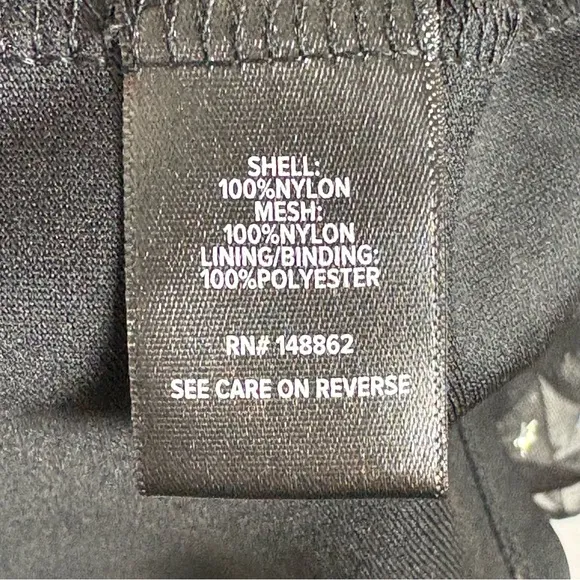 SHELL:
100%NYLON
MESH:
100%NYLON
LINING/BINDING:
100%POLYESTER
RN# 148862
SEE CARE ON REVERSE